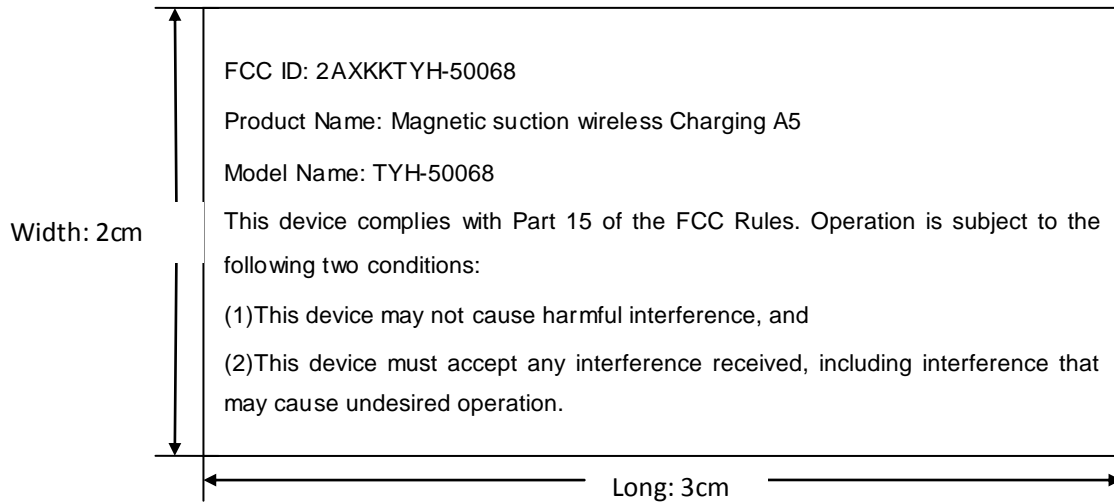 FCC ID: 2AXKKTYH-50068
Product Name: Magnetic suction wireless Charging A5
Model Name: TYH-50068
This device complies with Part 15 of the FCC Rules. Operation is subject to the
Width: 2cm
following two conditions:
(1)This device may not cause harmful interference, and
(2)This device must accept any interference received, including interference that
may cause undesired operation.
Long: 3cm